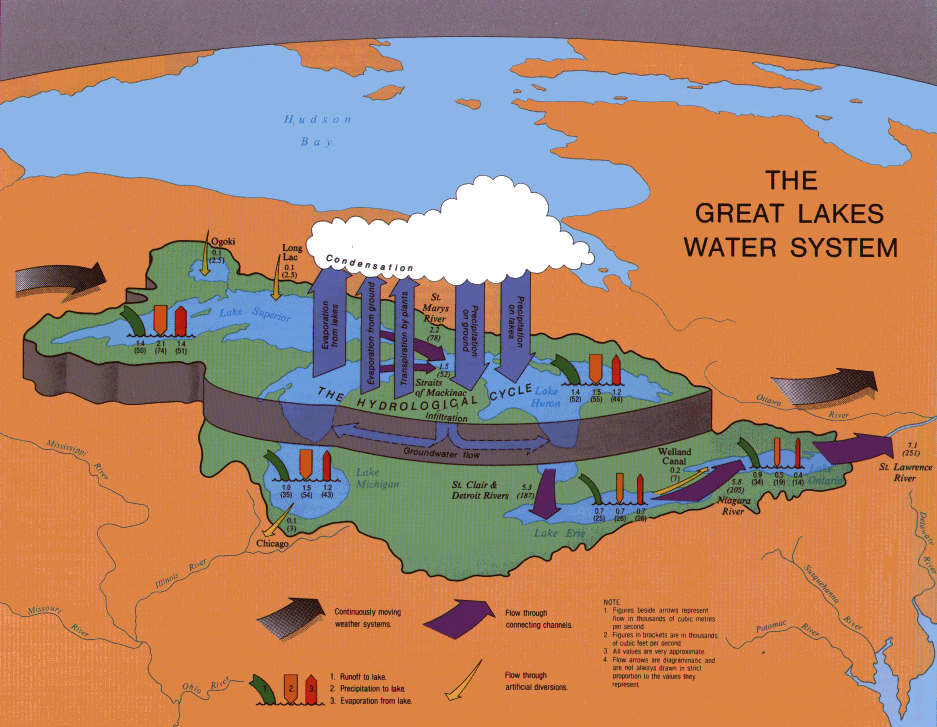 THE
GREAT LAKES
WATER SYSTEM
Hudson
Bay
Condensation
Ogoki
0.1
(2.5)
Long
Lac
0.1
(2.5)
Lake Superior
1.4
(50)
2.1
(74)
1.4
(51)
Evaporation
from lakes
Evaporation from ground
Transpiration by plants
St.
Marys
River
2.2
(78)
Precipitation
on ground
Precipitation
on lakes
1.5
(52)
Straits
of Mackinac
THE HYDROLOGICAL CYCLE
Infiltration
Groundwater flow
Lake
Huron
1.4
(52)
1.5
(55)
1.2
(44)
Ottawa River
Mississippi River
Lake
Michigan
1.0
(35)
1.5
(54)
1.2
(43)
0.1
(3)
Chicago
St. Clair &
Detroit Rivers
5.3
(187)
Lake Erie
0.7
(25)
0.7
(26)
0.7
(26)
Welland
Canal
0.2
(7)
5.8
(205)
Niagara
River
0.9
(34)
0.5
(19)
0.4
(14)
Lake
Ontario
7.1
(251)
St. Lawrence
River
Illinois River
Missouri River
Ohio River
Delaware River
Susquehanna River
Potomac River
Continuously moving
weather systems.
Flow through
connecting channels.
1. 2. 3.
1. Runoff to lake.
2. Precipitation to lake.
3. Evaporation from lake.
Flow through
artificial diversions.
NOTE:
1 Figures beside arrows represent
flow in thousands of cubic metres
per second.
2. Figures in brackets are in thousands
of cubic feet per second.
3. All values are very approximate.
4. Flow arrows are diagrammatic and
are not always drawn in strict
proportion to the values they
represent.